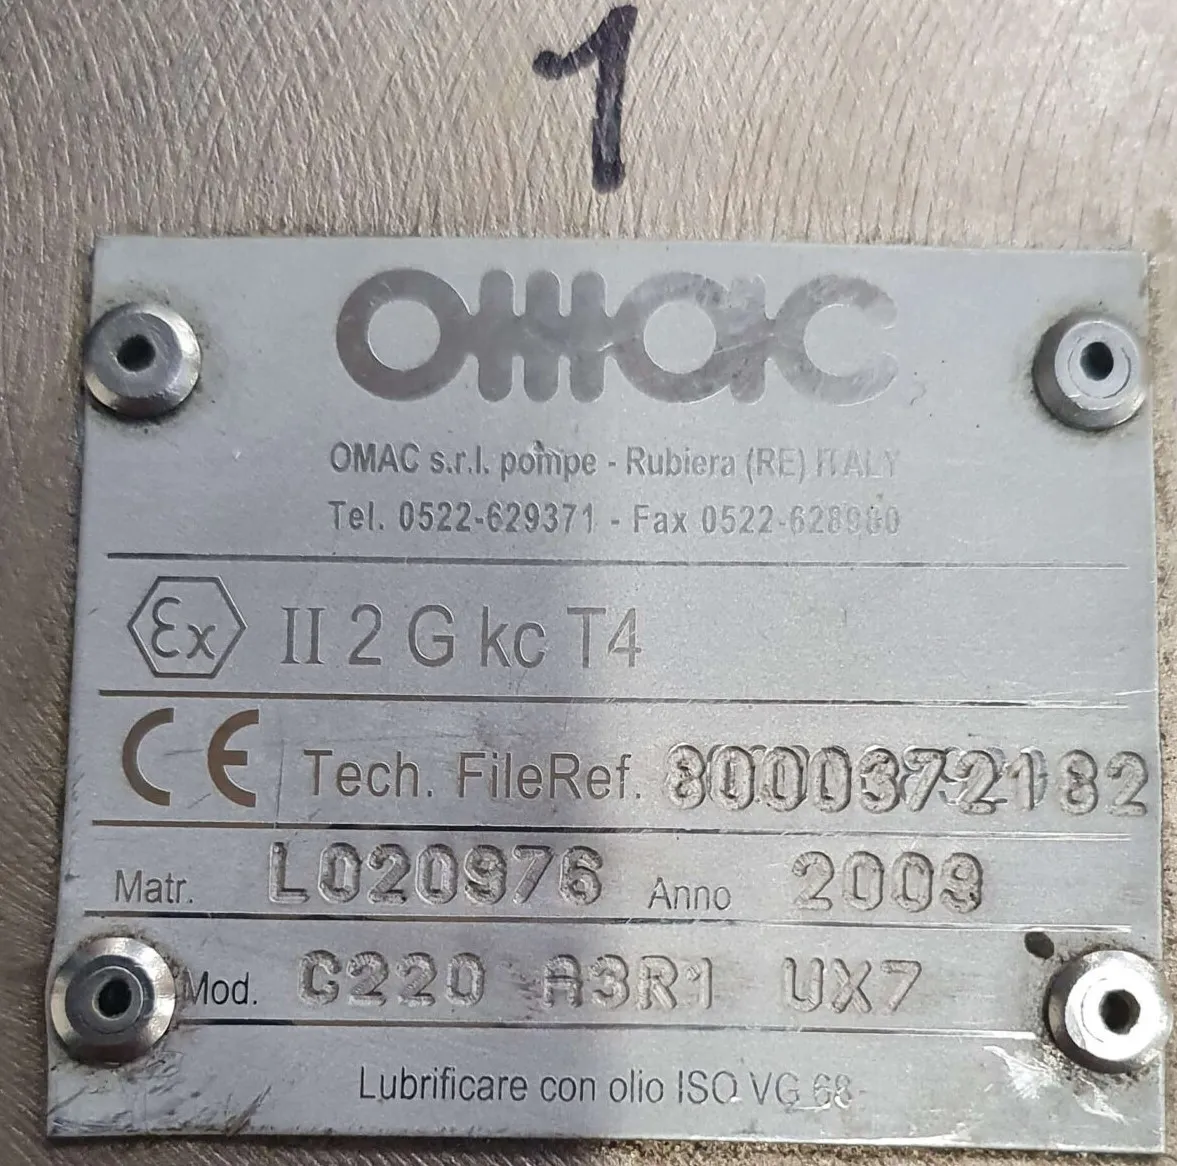 1
OMAC
OMAC s.r.l. pompe - Rubiera (RE) ITALY
Tel. 0522-629371 - Fax 0522-628980
Ex II 2 G kc T4
CE Tech. FileRef. 8000372182
Matr. L020976 Anno 2009
Mod. C220 A3R1 UX7
Lubrificare con olio ISO VG 68